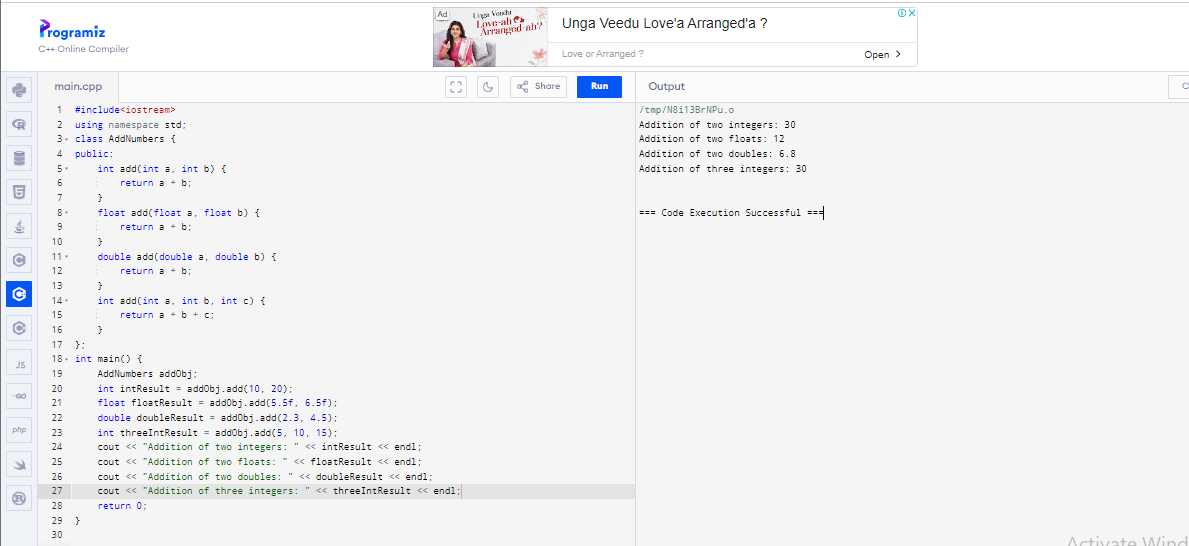 Programiz
C++ Online Compiler
Ad
Unga Veedu
Love-ah
Arranged-ah?
Unga Veedu Love'a Arranged'a ?
Love or Arranged ?
Open >
main.cpp
Share
Run
Output
C
1 #include<iostream>
2 using namespace std;
3 class AddNumbers {
4 public:
5 int add(int a, int b) {
6 return a + b;
7 }
8 float add(float a, float b) {
9 return a + b;
10 }
11 double add(double a, double b) {
12 return a + b;
13 }
14 int add(int a, int b, int c) {
15 return a + b + c;
16 }
17 };
18 int main() {
19 AddNumbers addObj;
20 int intResult = addObj.add(10, 20);
21 float floatResult = addObj.add(5.5f, 6.5f);
22 double doubleResult = addObj.add(2.3, 4.5);
23 int threeIntResult = addObj.add(5, 10, 15);
24 cout << "Addition of two integers: " << intResult << endl;
25 cout << "Addition of two floats: " << floatResult << endl;
26 cout << "Addition of two doubles: " << doubleResult << endl;
27 cout << "Addition of three integers: " << threeIntResult << endl;
28 return 0;
29 }
30
/tmp/N8i13BrNPu.o
Addition of two integers: 30
Addition of two floats: 12
Addition of two doubles: 6.8
Addition of three integers: 30
=== Code Execution Successful ===
JS
GO
php
Activate Wind